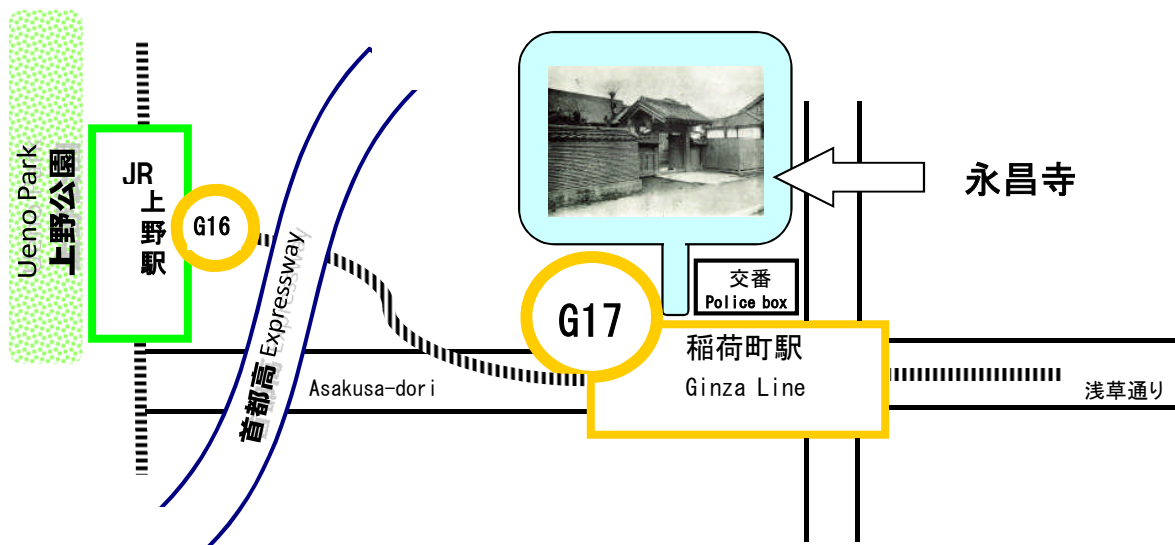 Ueno Park
上野公園
JR
上野駅
G16
首都高 Expressway
Asakusa-dori
永昌寺
交番
Police box
G17
稲荷町駅
Ginza Line
浅草通り